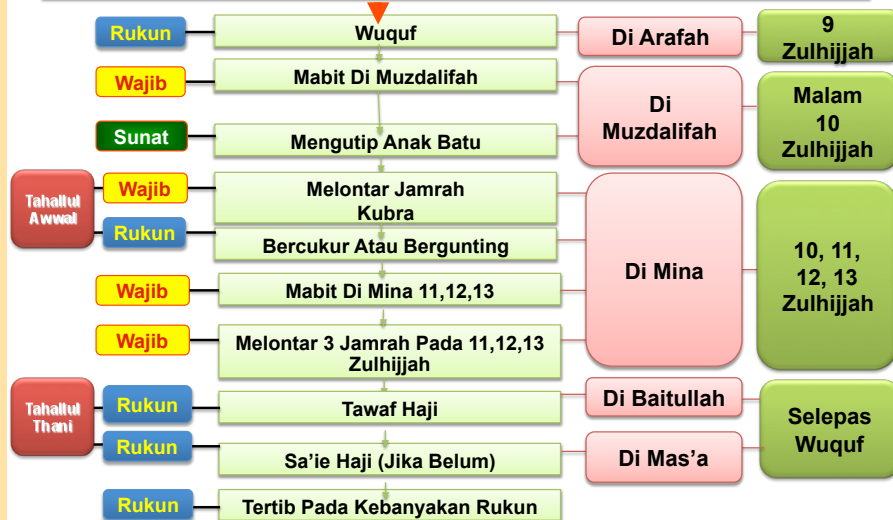 Rukun
Wuquf
Di Arafah
9
Zulhijjah
Wajib
Mabit Di Muzdalifah
Di
Muzdalifah
Malam
10
Zulhijjah
Sunat
Mengutip Anak Batu
Tahallul
Awwal
Wajib
Melontar Jamrah
Kubra
Rukun
Bercukur Atau Bergunting
Di Mina
10, 11,
12, 13
Zulhijjah
Wajib
Mabit Di Mina 11,12,13
Wajib
Melontar 3 Jamrah Pada 11,12,13
Zulhijjah
Tahallul
Thani
Rukun
Tawaf Haji
Di Baitullah
Selepas
Wuquf
Rukun
Sa’ie Haji (Jika Belum)
Di Mas’a
Rukun
Tertib Pada Kebanyakan Rukun